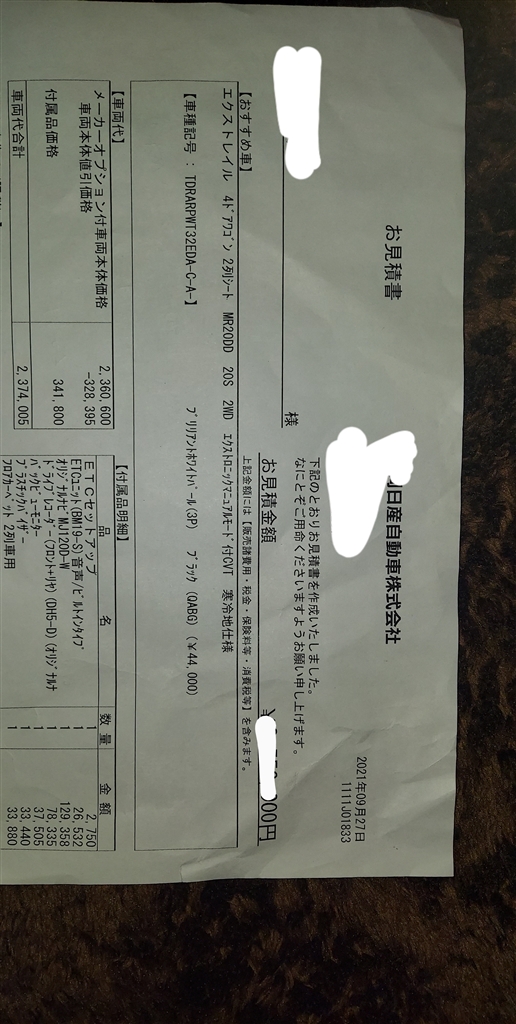 お見積書
日産自動車株式会社
2021年09月27日
1111J01833
様
下記のとおりお見積書を作成いたしました。
なにとぞご用命くださいますようお願い申し上げます。
お見積金額
000円
上記金額には【販売諸費用・税金・保険料等・消費税等】を含みます。
【おすすめ車】
エクストレイル 4ドアワゴン 2列シート MR20DD 20S 2WD エクストロニックマニュアルモード付CVT 寒冷地仕様
【車種記号 : TDRARPWT32EDA-C-A-】
ブリリアントホワイトパール(3P) ブラック (QABG) (¥44,000)
【車両代】
メーカーオプション付車両本体価格 2,360,600
車両本体値引価格 -328,395
付属品価格 341,800
車両代合計 2,374,005
【付属品明細】
品 名 数量 金額
ETCセットアップ 1 2,750
ETCユニット(BM19-S)音声/ビルトインタイプ 1 26,532
オリジナルナビMJ120D-W 1 129,358
ドライブレコーダー(フロント+リヤ)(DH5-D)(オリジナルナ 1 78,335
バックビューモニター 1 37,505
プラスチックバイザー 1 33,440
フロアカーペット 2列車用 1 33,880